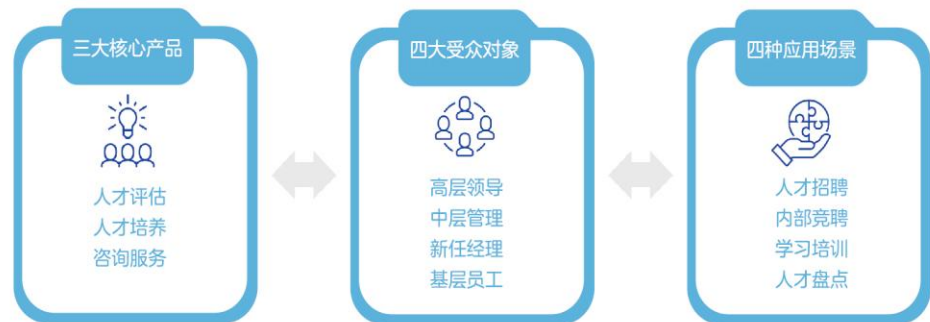 三大核心产品
人才评估
人才培养
咨询服务
四大受众对象
高层领导
中层管理
新任经理
基层员工
四种应用场景
人才招聘
内部竞聘
学习培训
人才盘点